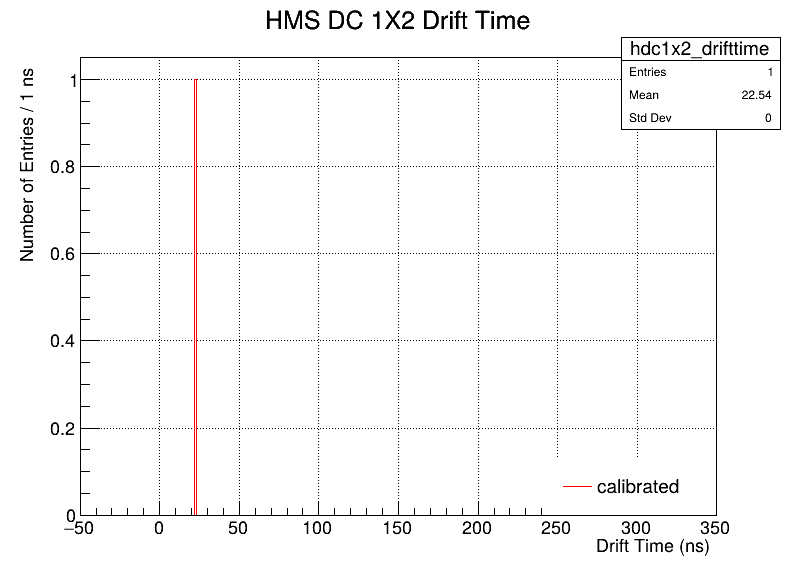 HMS DC 1X2 Drift Time
hdc1x2_drifttime
Entries 1
Mean 22.54
Std Dev 0
Number of Entries / 1 ns
1
0.8
0.6
0.4
0.2
0
−50 0 50 100 150 200 250 300 350
Drift Time (ns)
calibrated